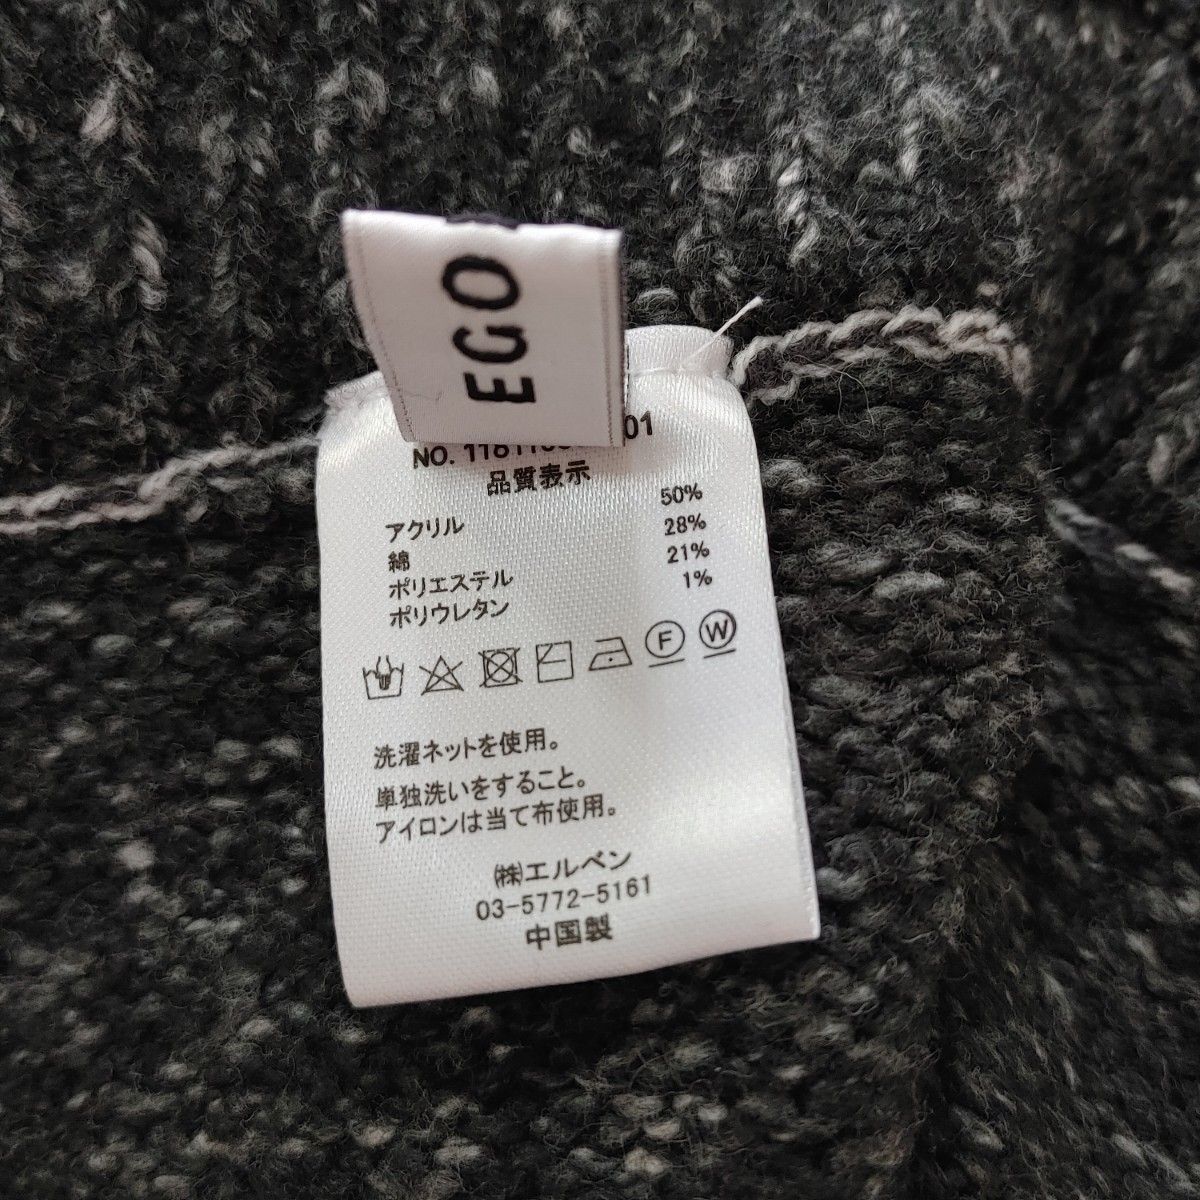 EGO
NO. 01
品質表示
アクリル 50%
綿 28%
ポリエステル 21%
ポリウレタン 1%
F W
洗濯ネットを使用。
単独洗いをすること。
アイロンは当て布使用。
㈱エルベン
03-5772-5161
中国製